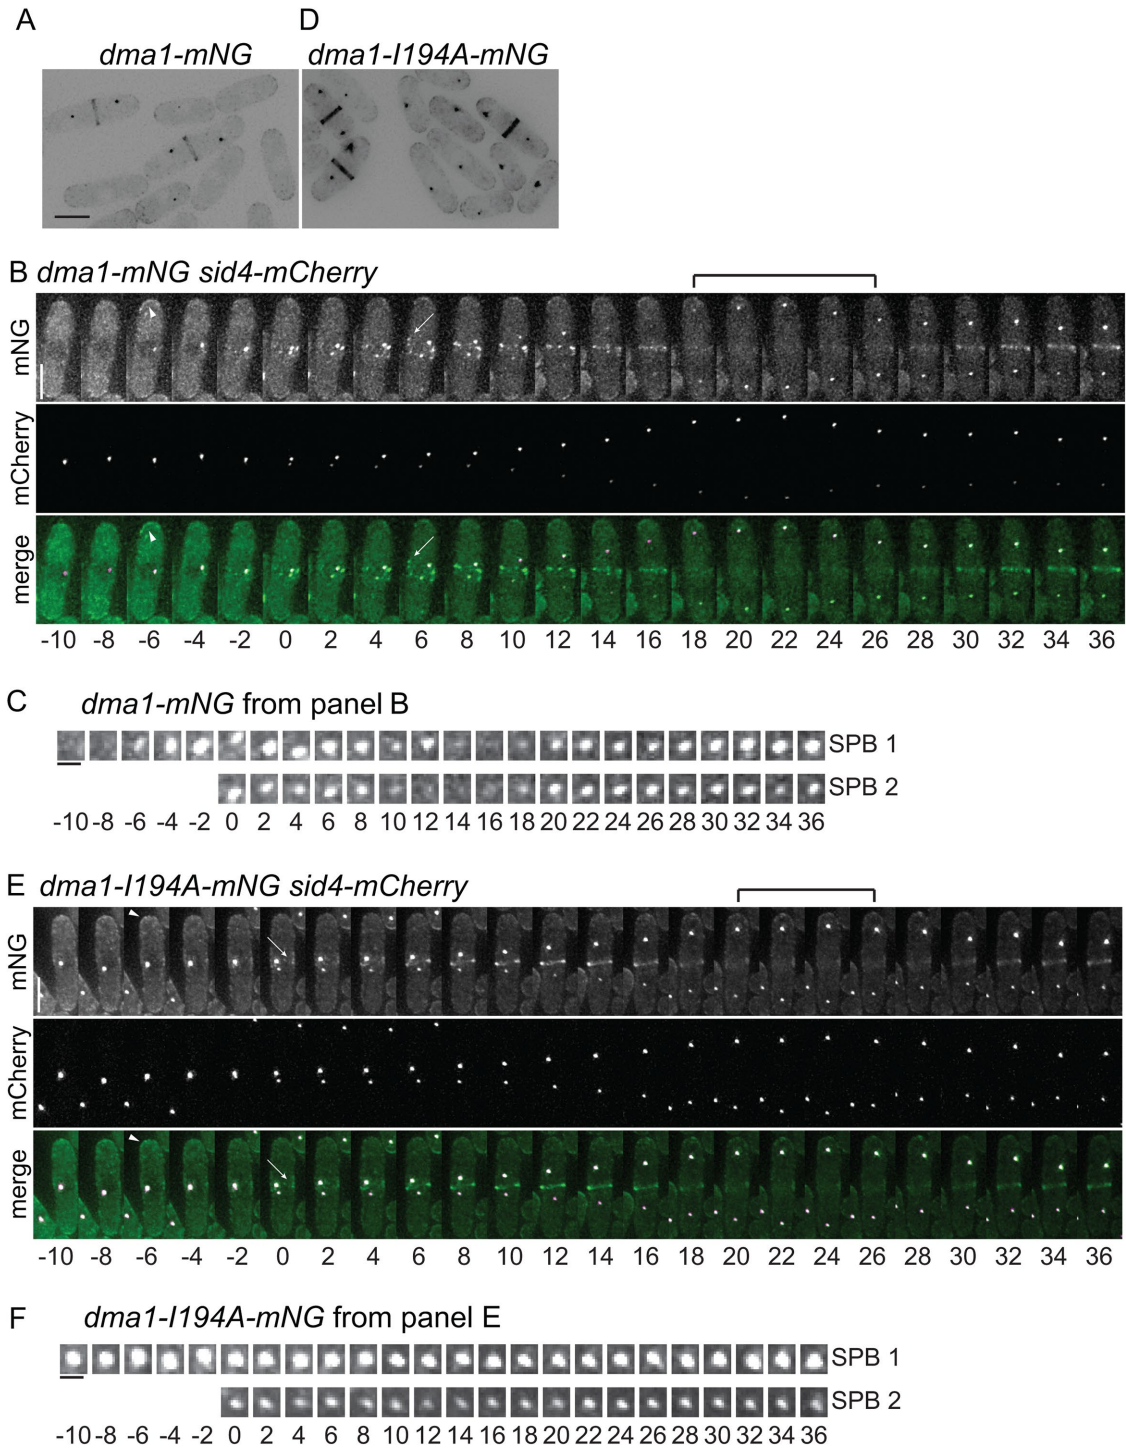 A D
dma1-mNG dma1-I194A-mNG
B dma1-mNG sid4-mCherry
mNG
mCherry
merge
-10 -8 -6 -4 -2 0 2 4 6 8 10 12 14 16 18 20 22 24 26 28 30 32 34 36
C dma1-mNG from panel B
SPB 1
SPB 2
-10 -8 -6 -4 -2 0 2 4 6 8 10 12 14 16 18 20 22 24 26 28 30 32 34 36
E dma1-I194A-mNG sid4-mCherry
mNG
mCherry
merge
-10 -8 -6 -4 -2 0 2 4 6 8 10 12 14 16 18 20 22 24 26 28 30 32 34 36
F dma1-I194A-mNG from panel E
SPB 1
SPB 2
-10 -8 -6 -4 -2 0 2 4 6 8 10 12 14 16 18 20 22 24 26 28 30 32 34 36